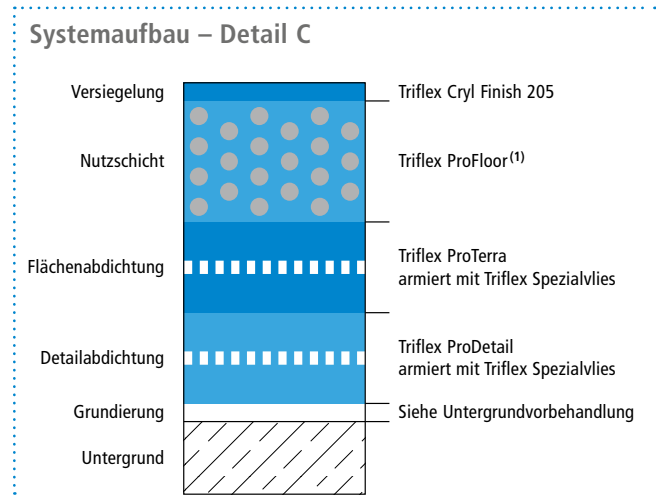 Systemaufbau – Detail C
Versiegelung
Triflex Cryl Finish 205
Nutzschicht
Triflex ProFloor(1)
Flächenabdichtung
Triflex ProTerra
armiert mit Triflex Spezialvlies
Detailabdichtung
Triflex ProDetail
armiert mit Triflex Spezialvlies
Grundierung
Siehe Untergrundvorbehandlung
Untergrund